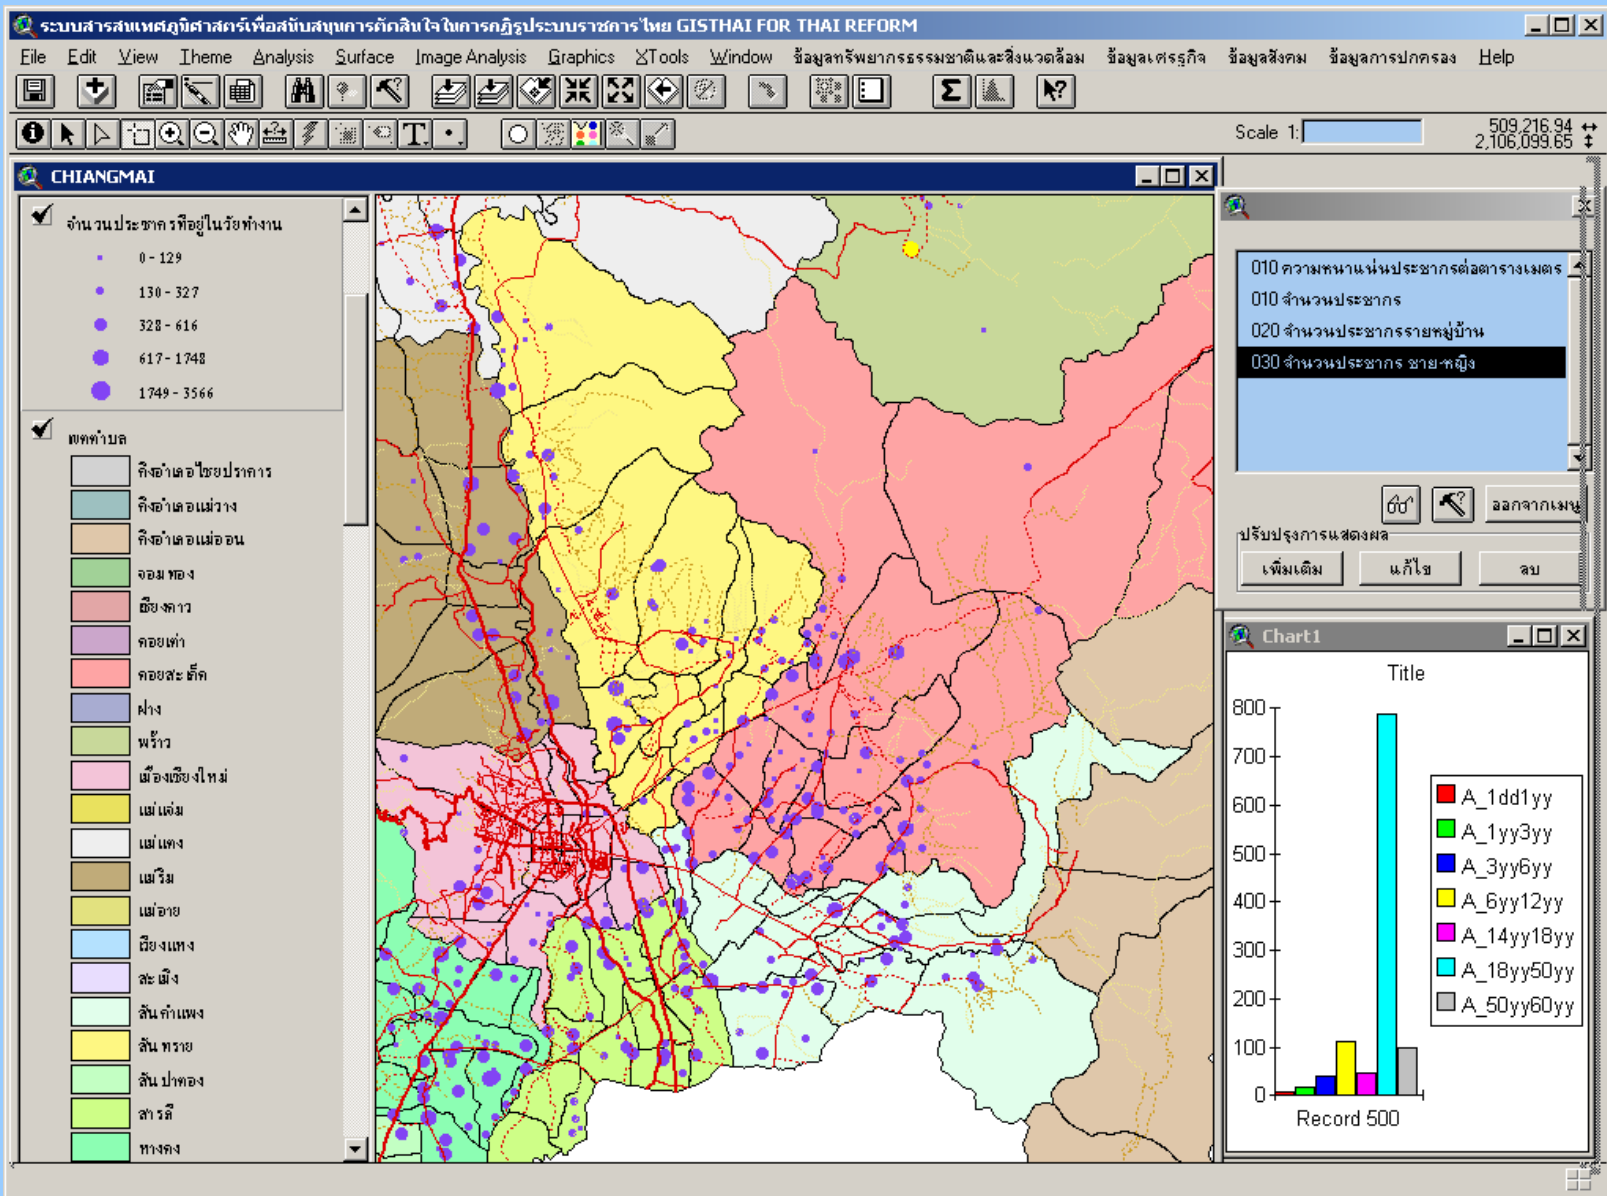 ระบบสารสนเทศภูมิศาสตร์เพื่อสนับสนุนการตัดสินใจในการกฏิรูประบบราชการไทย GISTHAI FOR THAI REFORM
File Edit View Theme Analysis Surface Image Analysis Graphics XTools Window ข้อมูลทรัพยากรธรรมชาติและสิ่งแวดล้อม ข้อมูลเศรฐกิจ ข้อมูลสังคม ข้อมูลการปกครอง Help
Scale 1:
509,216.94
2,106,099.65
CHIANGMAI
จำนวนประชากรที่อยู่ในวัยทำงาน
0 - 129
130 - 327
328 - 616
617 - 1748
1749 - 3566
เขตตำบล
กิ่งอำเภอไชยปราการ
กิ่งอำเภอแม่วาง
กิ่งอำเภอแม่ออน
จอมทอง
เชียงดาว
ดอยเต่า
ดอยสะเก็ด
ฝาง
พร้าว
เมืองเชียงใหม่
แม่แจ่ม
แม่แตง
แม่ริม
แม่อาย
เวียงแหง
สะเมิง
สันกำแพง
สันทราย
สันป่าตอง
สารภี
หางดง
010 ความหนาแน่นประชากรต่อตารางเมตร
010 จำนวนประชากร
020 จำนวนประชากรรายหมู่บ้าน
030 จำนวนประชากร ชาย-หญิง
ออกจากเมนู
ปรับปรุงการแสดงผล
เพิ่มเติม แก้ไข ลบ
Chart1
Title
800
700
600
500
400
300
200
100
0
Record 500
A_1dd1yy
A_1yy3yy
A_3yy6yy
A_6yy12yy
A_14yy18yy
A_18yy50yy
A_50yy60yy